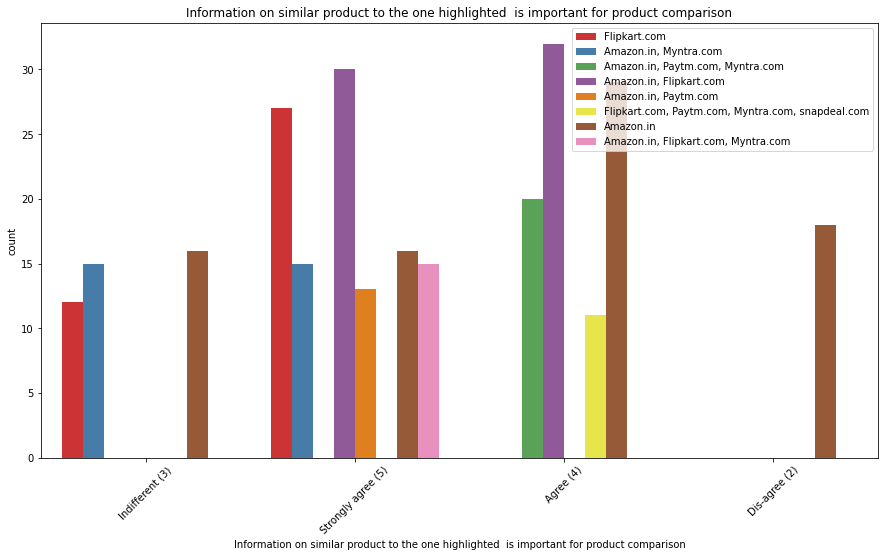 Information on similar product to the one highlighted  is important for product comparison
Flipkart.com
Amazon.in, Myntra.com
Amazon.in, Paytm.com, Myntra.com
Amazon.in, Flipkart.com
Amazon.in, Paytm.com
Flipkart.com, Paytm.com, Myntra.com, snapdeal.com
Amazon.in
Amazon.in, Flipkart.com, Myntra.com
30
25
20
15
10
5
0
count
Indifferent (3)
Strongly agree (5)
Agree (4)
Dis-agree (2)
Information on similar product to the one highlighted  is important for product comparison